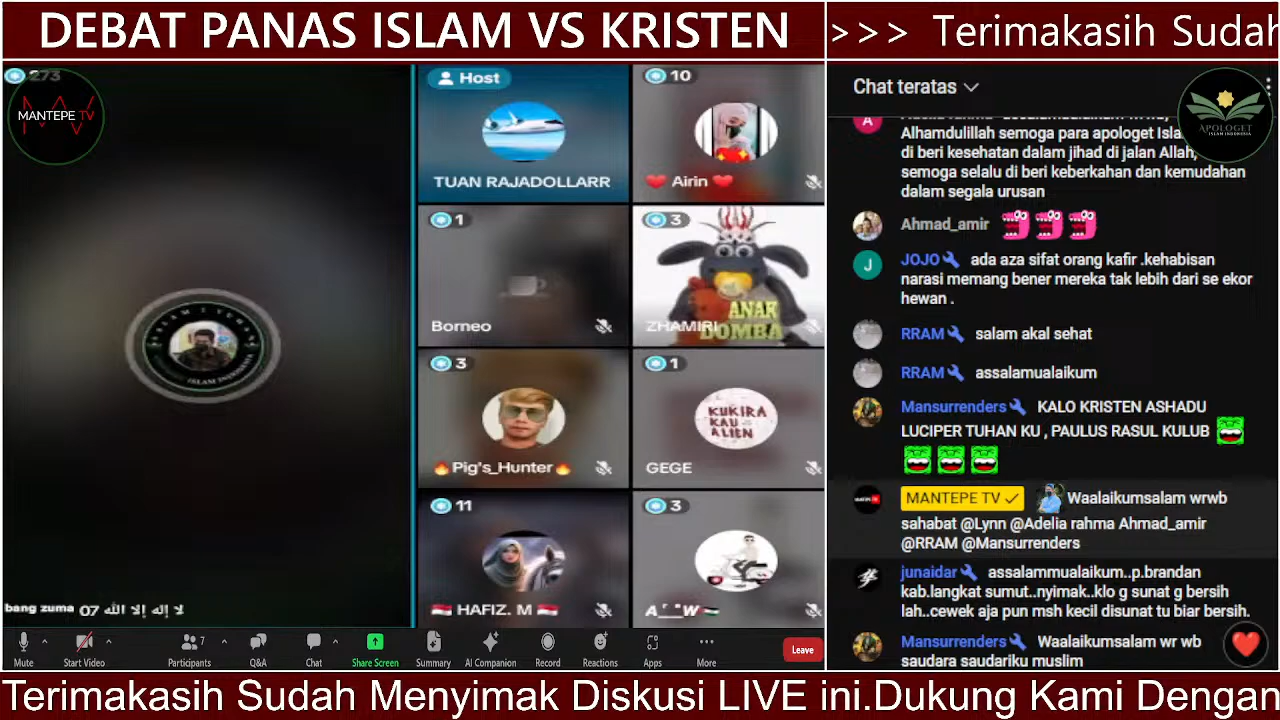 DEBAT PANAS ISLAM VS KRISTEN
>>> Terimakasih Sudah
273
MANTEPE TV
Host
TUAN RAJADOLLARR
10
❤️ Airin ❤️
1
Borneo
3
ZHAMIRI
ANAK
DOMBA
3
🔥Pig's_Hunter🔥
1
KUKIRA
KAU
ALIEN
GEGE
11
🇮🇩 HAFIZ. M 🇮🇩
3
ISLAM INDONESIA
bang zuma 07 لا إله إلا الله
Mute
Start Video
Participants
7
Q&A
Chat
Share Screen
Summary
AI Companion
Record
Reactions
Apps
More
Leave
Chat teratas
APOLOGET
ISLAM INDONESIA
Alhamdulillah semoga para apologet Isla
di beri kesehatan dalam jihad di jalan Allah,
semoga selalu di beri keberkahan dan kemudahan
dalam segala urusan
Ahmad_amir
JOJO ada aza sifat orang kafir .kehabisan
narasi memang bener mereka tak lebih dari se ekor
hewan .
RRAM salam akal sehat
RRAM assalamualaikum
Mansurrenders KALO KRISTEN ASHADU
LUCIPER TUHAN KU , PAULUS RASUL KULUB
MANTEPE TV Waalaikumsalam wrwb
sahabat @Lynn @Adelia rahma Ahmad_amir
@RRAM @Mansurrenders
junaidar assalammualaikum..p.brandan
kab.langkat sumut..nyimak..klo g sunat g bersih
lah..cewek aja pun msh kecil disunat tu biar bersih.
Mansurrenders Waalaikumsalam wr wb
saudara saudariku muslim
Terimakasih Sudah Menyimak Diskusi LIVE ini.Dukung Kami Dengan